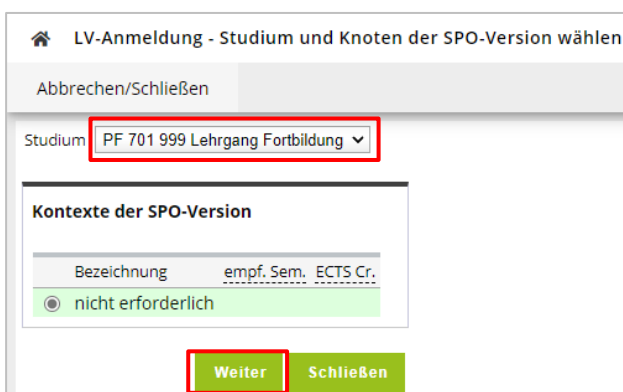 LV-Anmeldung - Studium und Knoten der SPO-Version wählen
Abbrechen/Schließen
Studium PF 701 999 Lehrgang Fortbildung
Kontexte der SPO-Version
Bezeichnung empf. Sem. ECTS Cr.
nicht erforderlich
Weiter Schließen